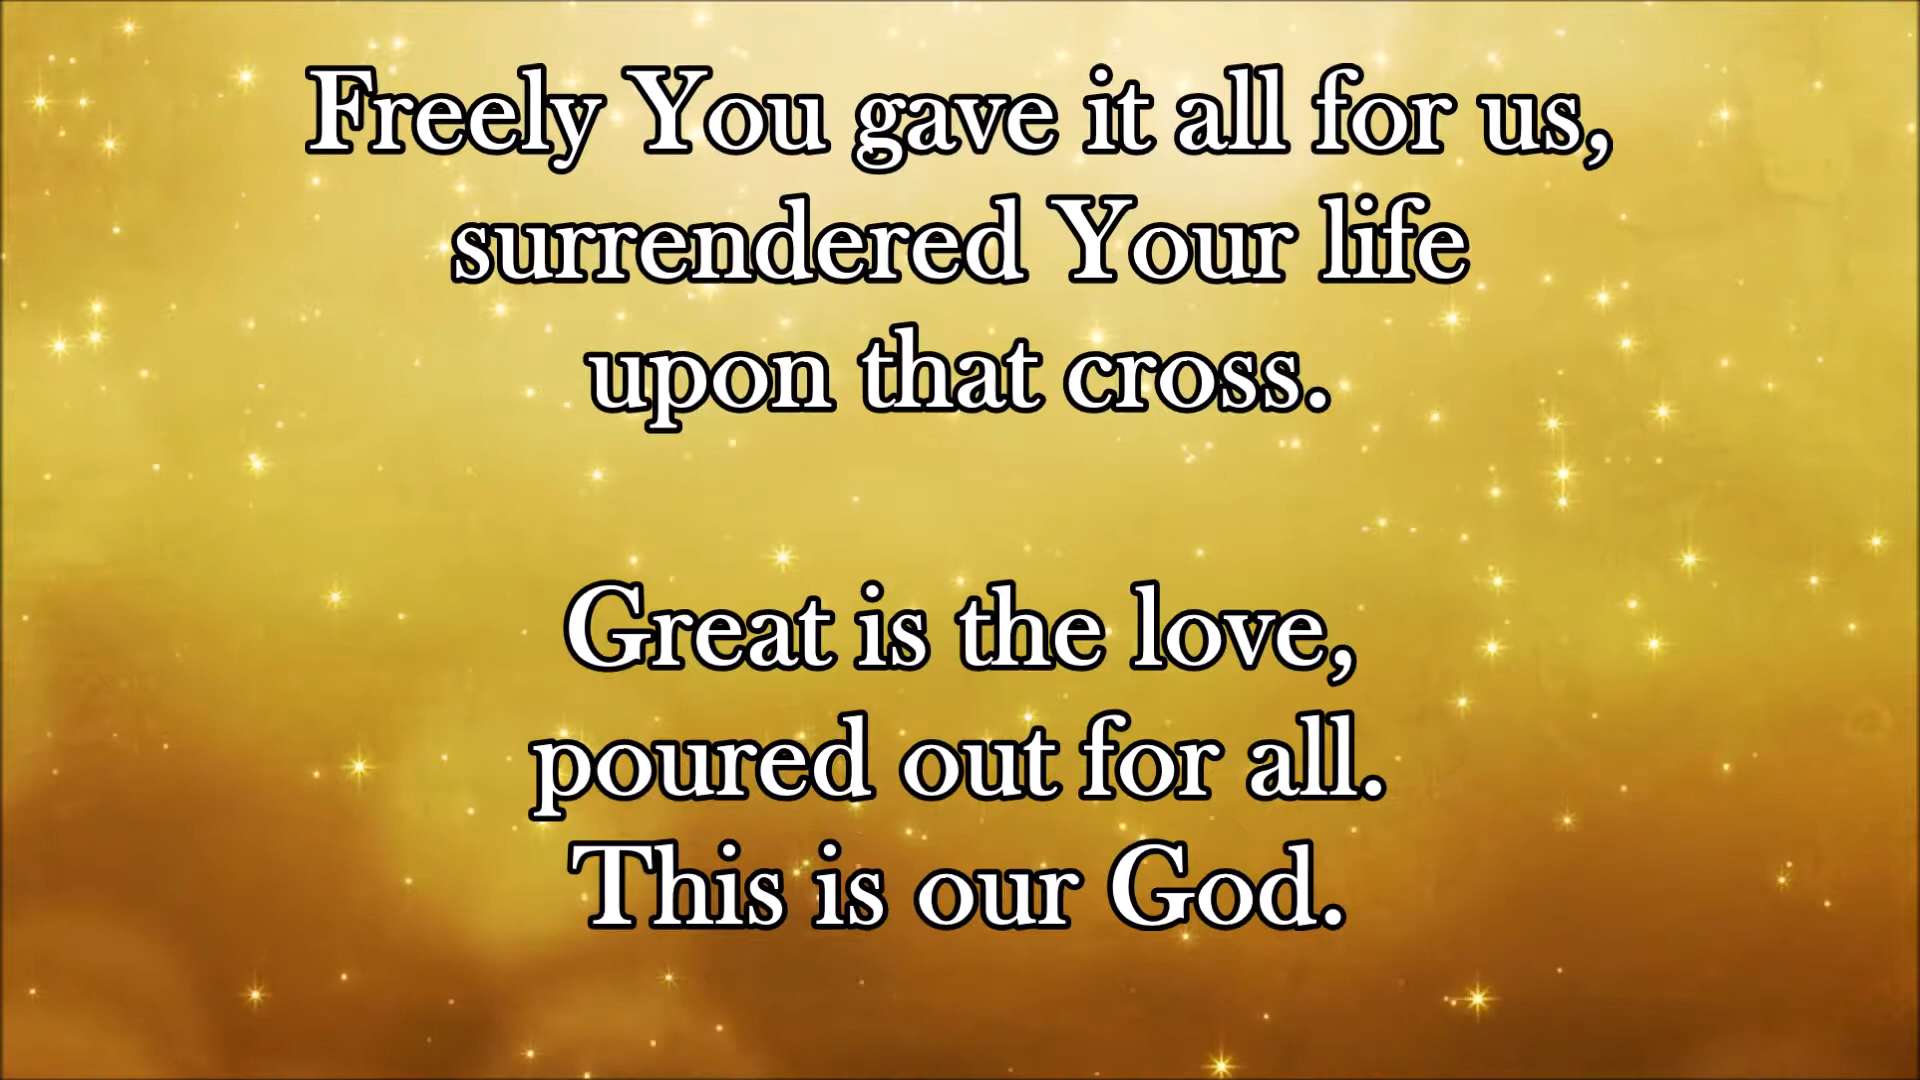 Freely You gave it all for us,
surrendered Your life
upon that cross.
Great is the love,
poured out for all.
This is our God.